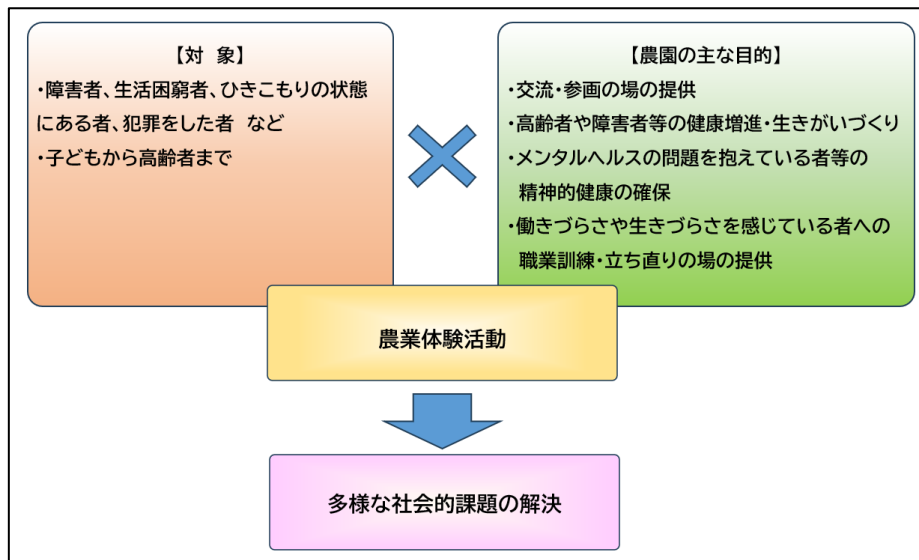 【対 象】
・障害者、生活困窮者、ひきこもりの状態
にある者、犯罪をした者 など
・子どもから高齢者まで
【農園の主な目的】
・交流・参画の場の提供
・高齢者や障害者等の健康増進・生きがいづくり
・メンタルヘルスの問題を抱えている者等の
精神的健康の確保
・働きづらさや生きづらさを感じている者への
職業訓練・立ち直りの場の提供
農業体験活動
多様な社会的課題の解決